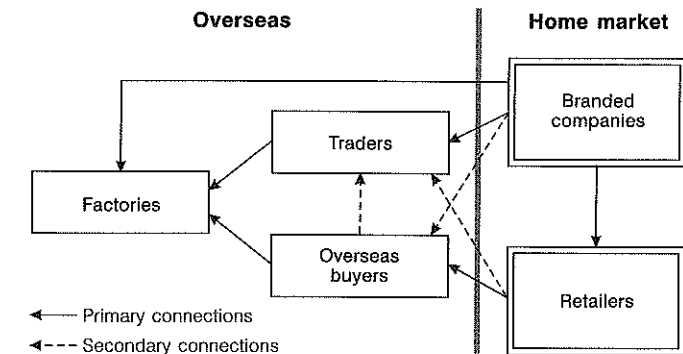 Overseas
Home market
Branded
companies
Traders
Factories
Overseas
buyers
Retailers
Primary connections
Secondary connections